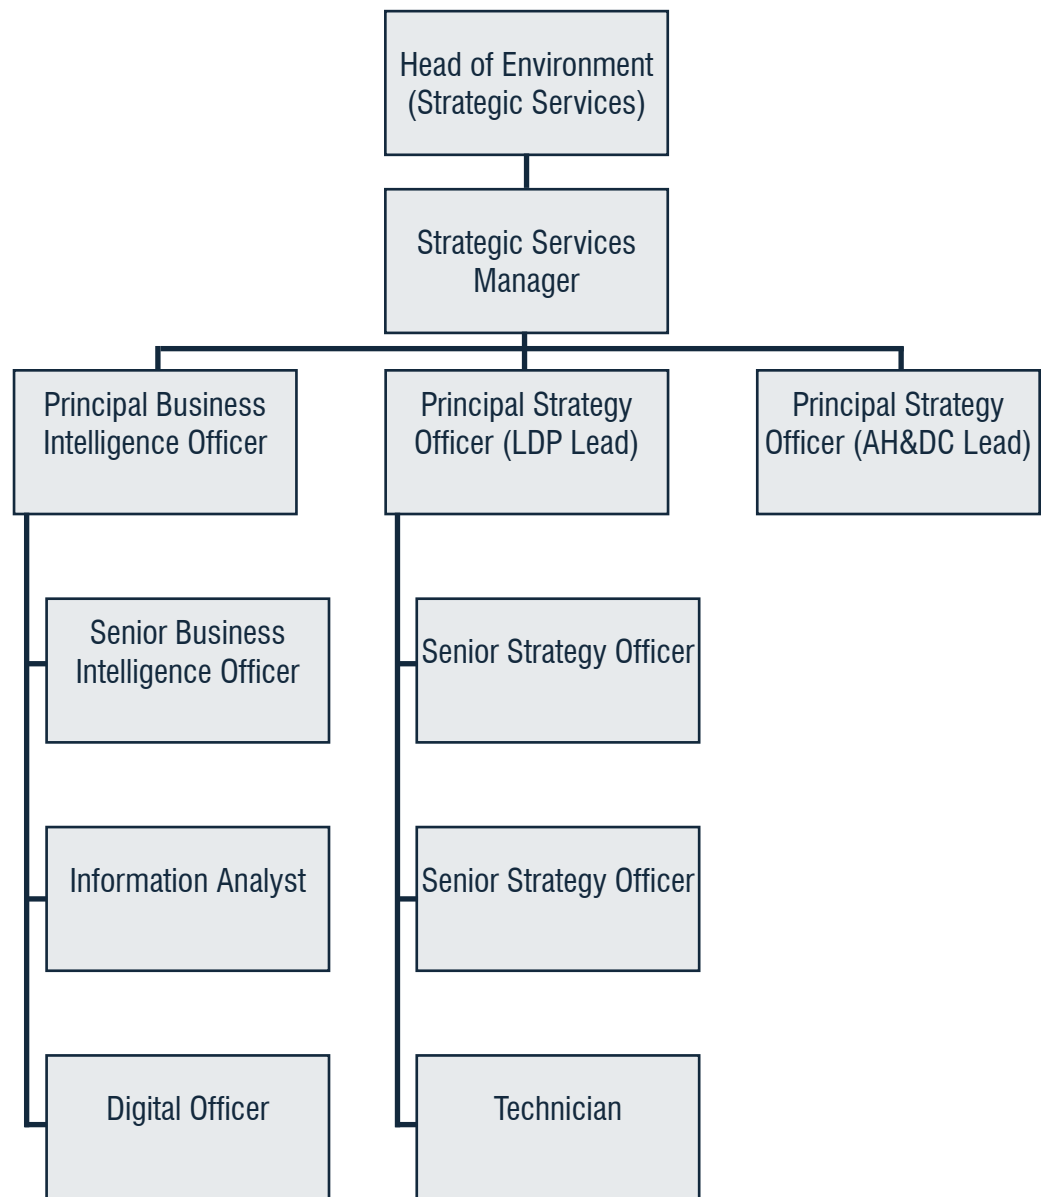 Head of Environment
(Strategic Services)
Strategic Services
Manager
Principal Business
Intelligence Officer
Principal Strategy
Officer (LDP Lead)
Principal Strategy
Officer (AH&DC Lead)
Senior Business
Intelligence Officer
Senior Strategy Officer
Information Analyst
Senior Strategy Officer
Digital Officer
Technician